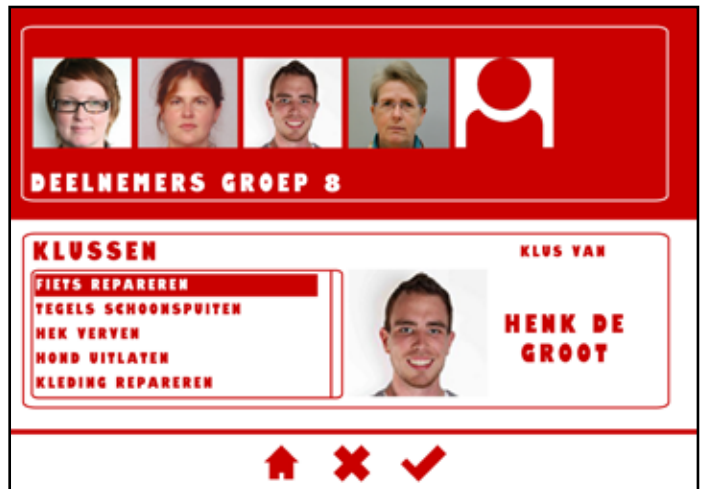 DEELNEMERS GROEP 8
KLUSSEN
KLUS VAN
FIETS REPAREREN
TEGELS SCHOONSPUITEN
HEK VERVEN
HOND UITLATEN
KLEDING REPAREREN
HENK DE
GROOT